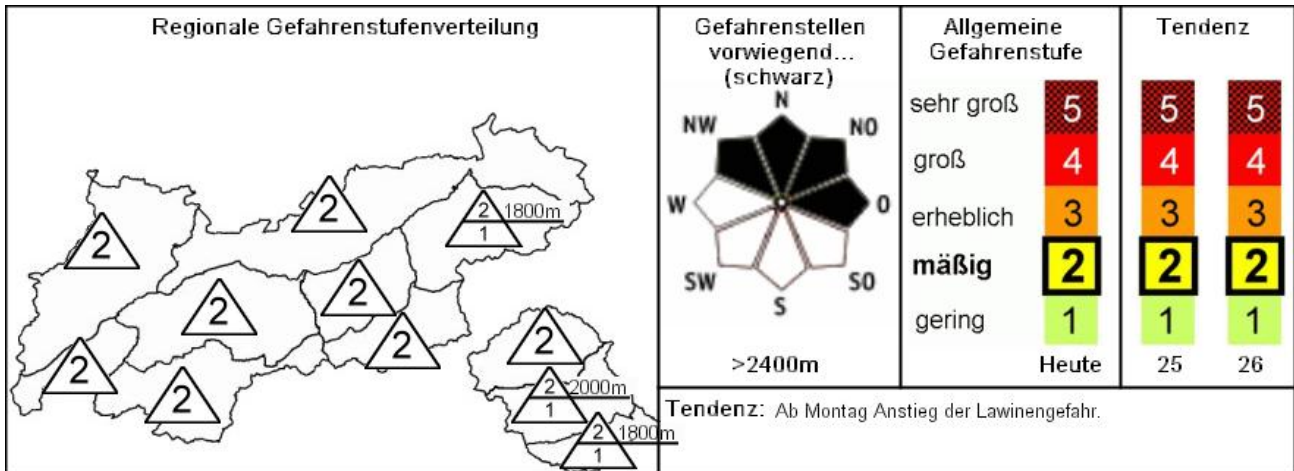 Regionale Gefahrenstufenverteilung
2
2
2
1800m
1
2
2
2
2
2
2
2
2000m
1
2
1800m
1
Gefahrenstellen
vorwiegend...
(schwarz)
N
NW
NO
W
O
SW
SO
S
>2400m
Allgemeine
Gefahrenstufe
sehr groß 5
groß 4
erheblich 3
mäßig 2
gering 1
Heute
Tendenz
5 5
4 4
3 3
2 2
1 1
25 26
Tendenz: Ab Montag Anstieg der Lawinengefahr.